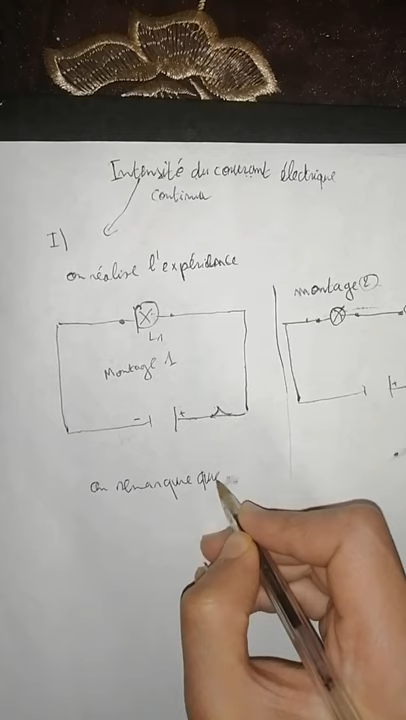 Intensité du courant électrique
continu
I)
on réalise l'expérience
montage (2)
L1
Montage 1
- +
+
on remarque que